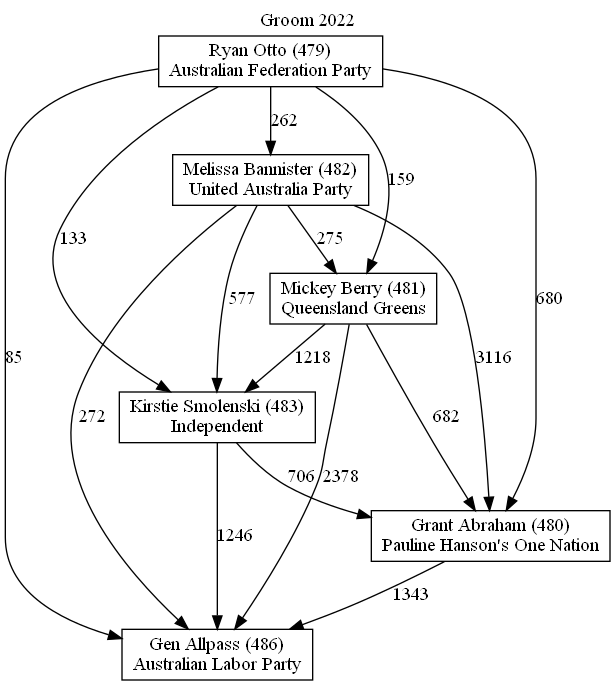 Groom 2022
Ryan Otto (479)
Australian Federation Party
262
Melissa Bannister (482)
United Australia Party
159
133
275
Mickey Berry (481)
Queensland Greens
577
680
85
1218
3116
Kirstie Smolenski (483)
Independent
272
682
706
2378
Grant Abraham (480)
Pauline Hanson's One Nation
1246
1343
Gen Allpass (486)
Australian Labor Party